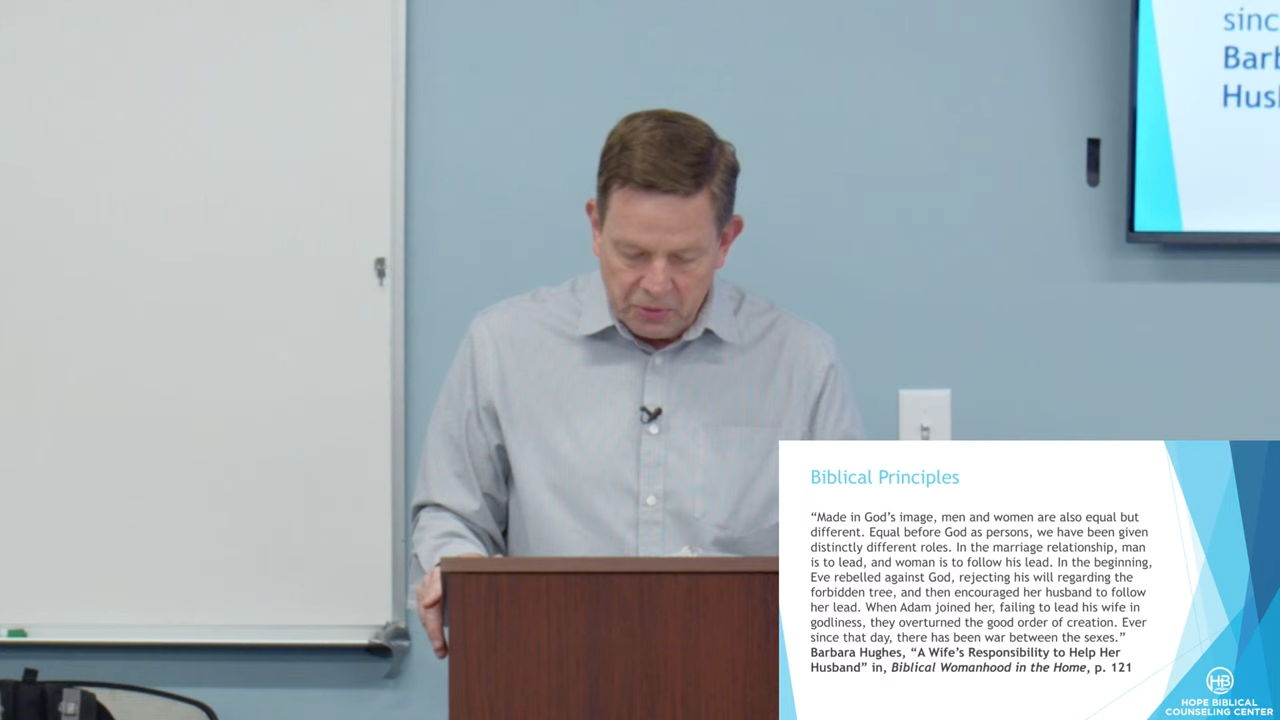 sinc
Barb
Hus
Biblical Principles
“Made in God’s image, men and women are also equal but
different. Equal before God as persons, we have been given
distinctly different roles. In the marriage relationship, man
is to lead, and woman is to follow his lead. In the beginning,
Eve rebelled against God, rejecting his will regarding the
forbidden tree, and then encouraged her husband to follow
her lead. When Adam joined her, failing to lead his wife in
godliness, they overturned the good order of creation. Ever
since that day, there has been war between the sexes.”
Barbara Hughes, “A Wife’s Responsibility to Help Her
Husband” in, Biblical Womanhood in the Home, p. 121
HB
HOPE BIBLICAL
COUNSELING CENTER